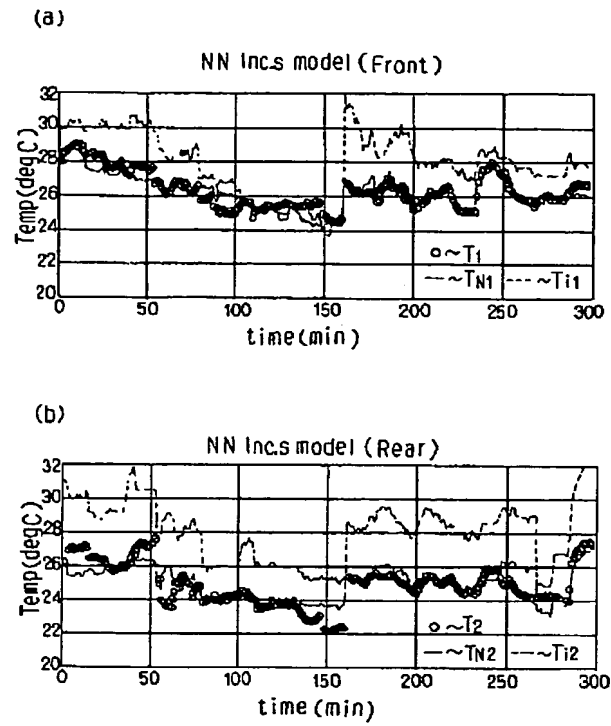 (a)
NN Inc.s model (Front)
Temp(deqC)
32
30
28
26
24
22
20
0
50
100
150
200
250
300
o ~T1
— ~TN1 ---- ~Ti1
time(min)
(b)
NN Inc.s model (Rear)
Temp(deqC)
32
30
28
26
24
22
20
0
50
100
150
200
250
300
o ~T2
— ~TN2 ---- ~Ti2
time(min)